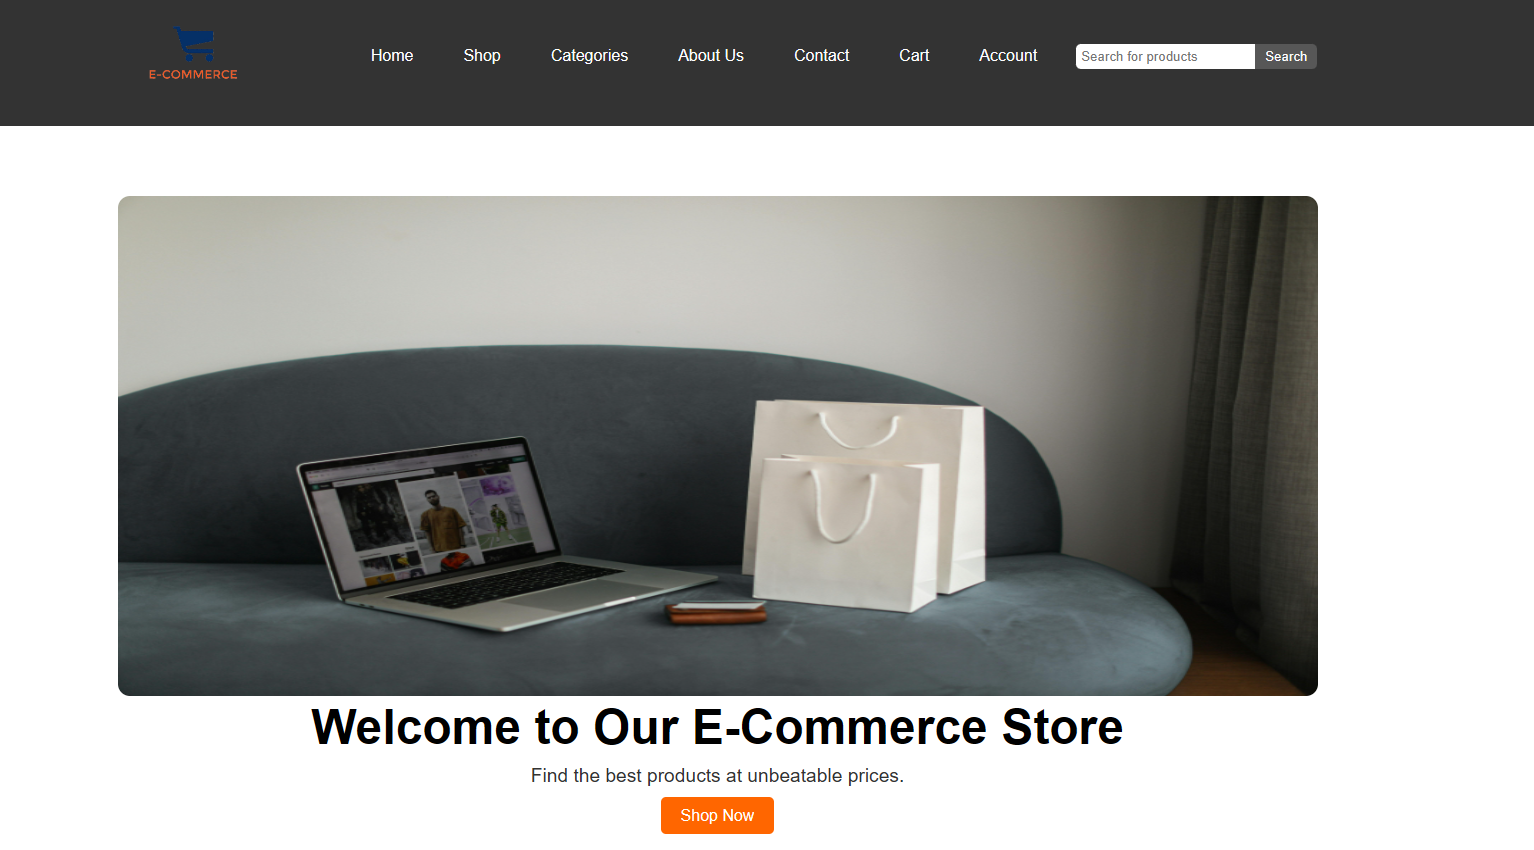 E-COMMERCE
Home Shop Categories About Us Contact Cart Account Search for products Search
Welcome to Our E-Commerce Store
Find the best products at unbeatable prices.
Shop Now